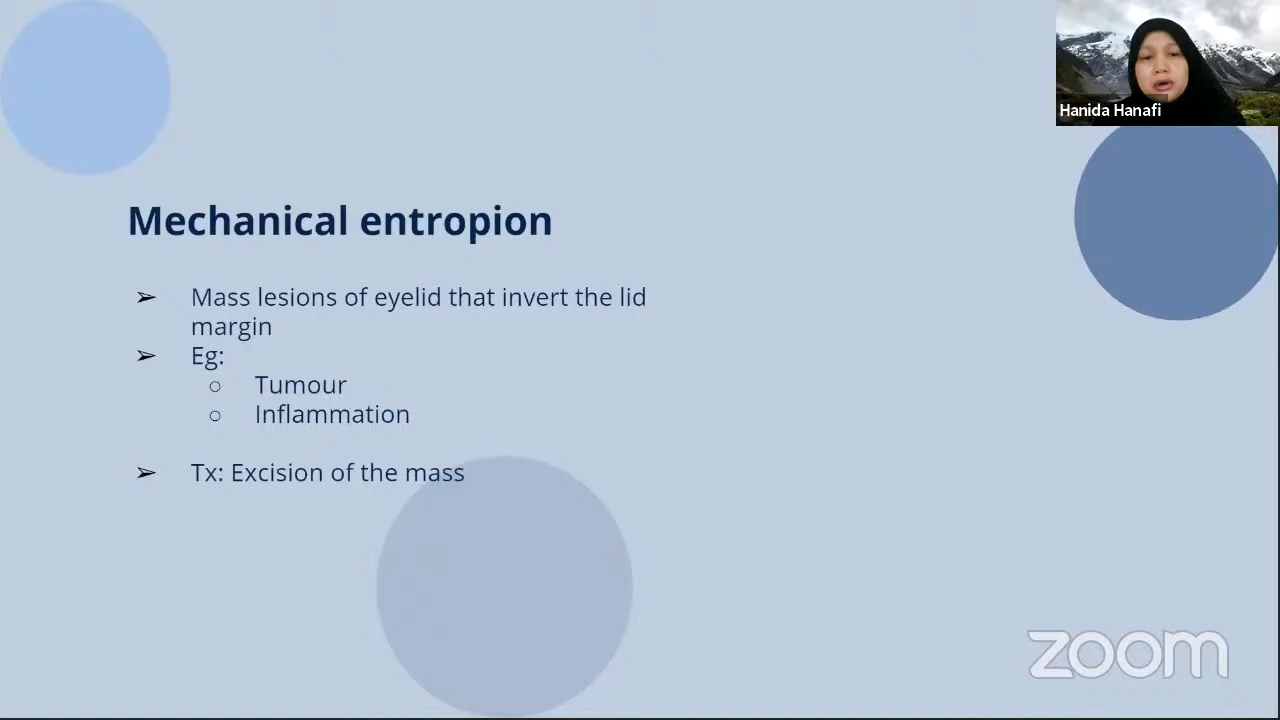 Hanida Hanafi
Mechanical entropion
➢ Mass lesions of eyelid that invert the lid
margin
➢ Eg:
○ Tumour
○ Inflammation
➢ Tx: Excision of the mass
zoom